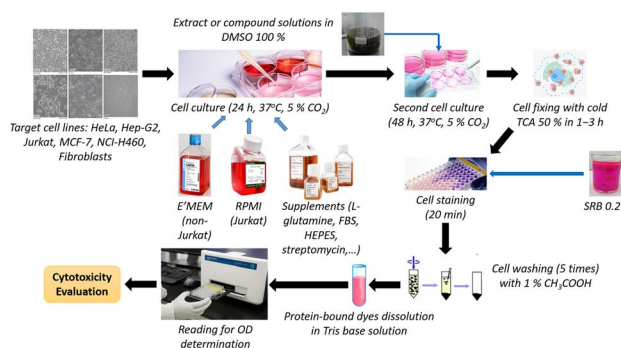 Extract or compound solutions in
DMSO 100 %
Target cell lines: HeLa, Hep-G2,
Jurkat, MCF-7, NCI-H460,
Fibroblasts
Cell culture (24 h, 37°C, 5 % CO₂)
Second cell culture
(48 h, 37°C, 5 % CO₂)
Cell fixing with cold
TCA 50 % in 1–3 h
E'MEM
(non-
Jurkat)
RPMI
(Jurkat)
Supplements (L-
glutamine, FBS,
HEPES,
streptomycin,...)
Cell staining
(20 min)
SRB 0.2
Cell washing (5 times)
with 1 % CH₃COOH
Protein-bound dyes dissolution
in Tris base solution
Reading for OD
determination
Cytotoxicity
Evaluation